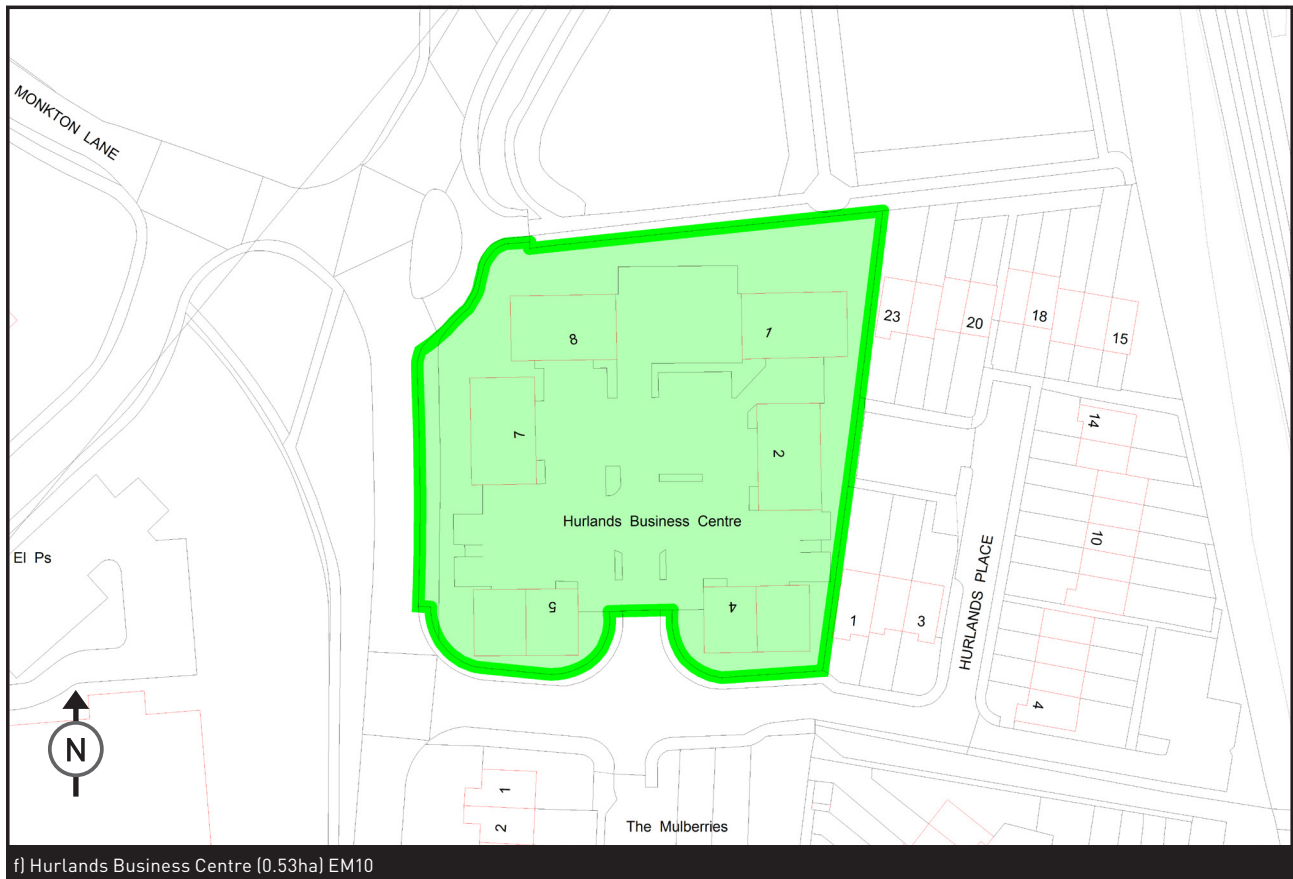 MONKTON LANE
8
1
23
20
18
15
7
2
14
Hurlands Business Centre
10
El Ps
HURLANDS PLACE
5
4
1
3
4
N
1
2
The Mulberries
f) Hurlands Business Centre (0.53ha) EM10